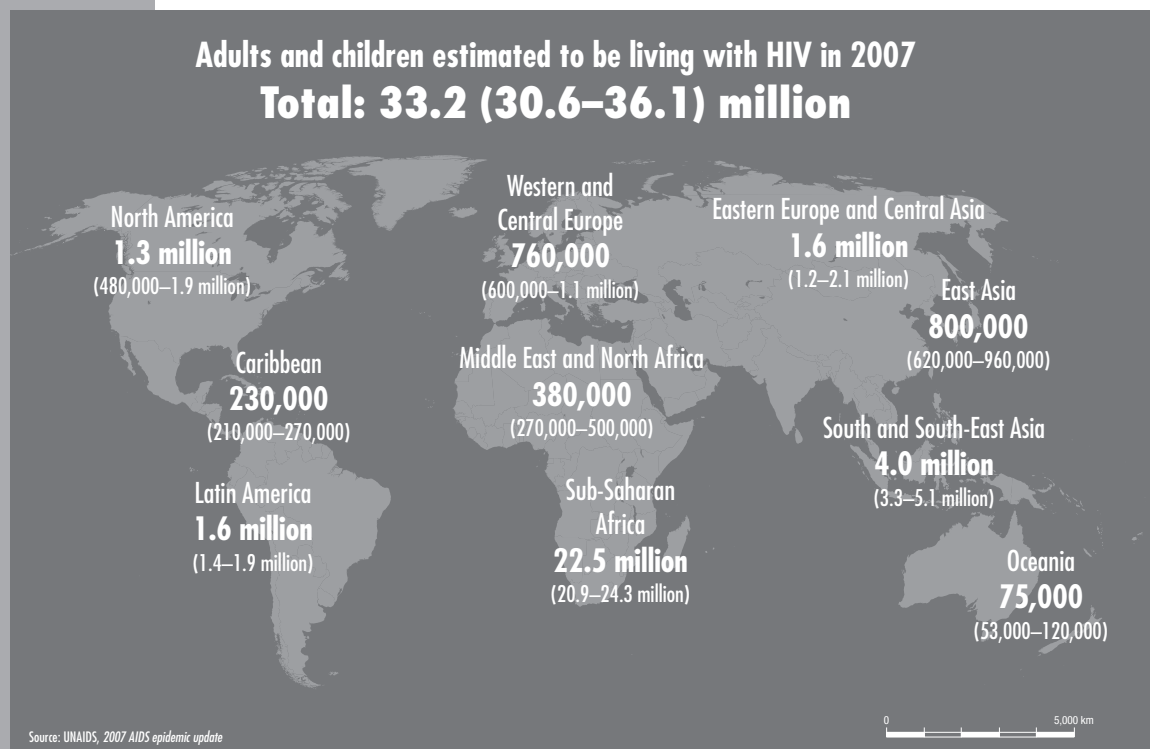 Adults and children estimated to be living with HIV in 2007
Total: 33.2 (30.6–36.1) million
North America
1.3 million
(480,000–1.9 million)
Western and
Central Europe
760,000
(600,000–1.1 million)
Eastern Europe and Central Asia
1.6 million
(1.2–2.1 million)
East Asia
800,000
(620,000–960,000)
Caribbean
230,000
(210,000–270,000)
Middle East and North Africa
380,000
(270,000–500,000)
South and South-East Asia
4.0 million
(3.3–5.1 million)
Latin America
1.6 million
(1.4–1.9 million)
Sub-Saharan
Africa
22.5 million
(20.9–24.3 million)
Oceania
75,000
(53,000–120,000)
0 5,000 km
Source: UNAIDS, 2007 AIDS epidemic update